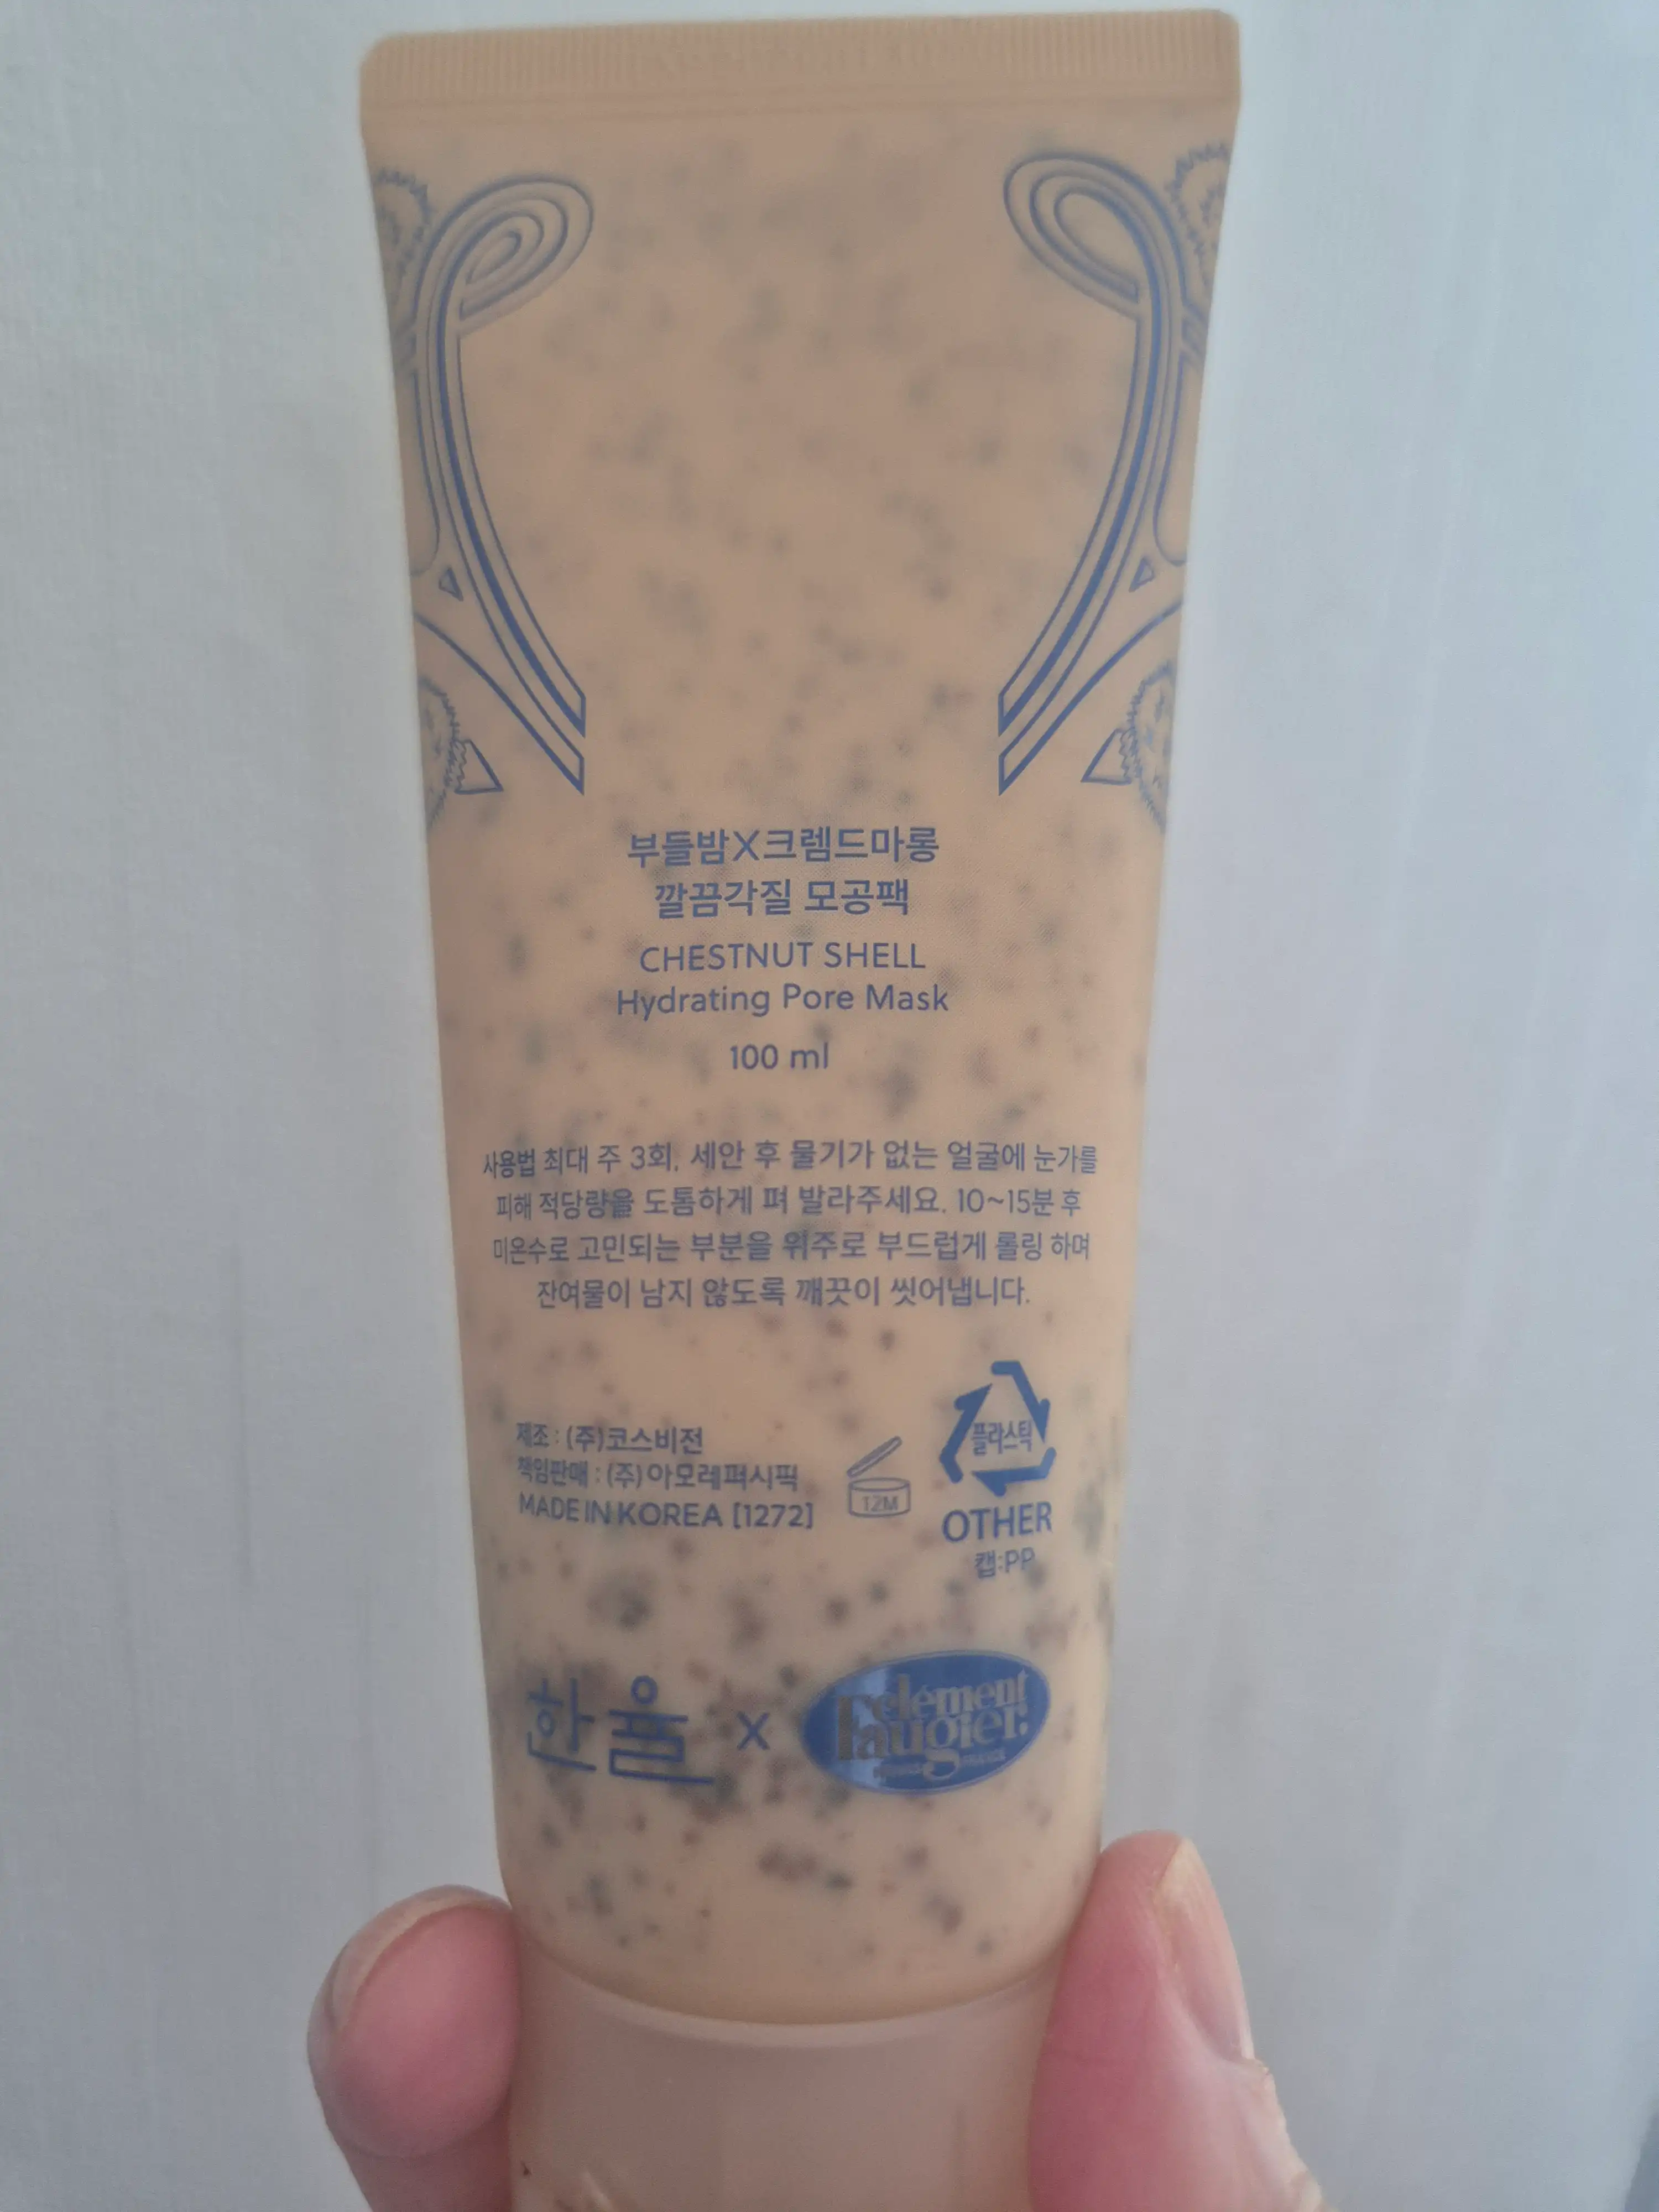 부들밤X크렘드마롱
깔끔각질 모공팩
CHESTNUT SHELL
Hydrating Pore Mask
100 ml
사용법 최대 주 3회, 세안 후 물기가 없는 얼굴에 눈가를
피해 적당량을 도톰하게 펴 발라주세요. 10~15분 후
미온수로 고민되는 부분을 위주로 부드럽게 롤링 하며
잔여물이 남지 않도록 깨끗이 씻어냅니다.
제조 : (주)코스비전
책임판매 : (주)아모레퍼시픽
MADE IN KOREA [1272]
12M
플라스틱
OTHER
캡:PP
한율 x clément
Faugier
FRANCE